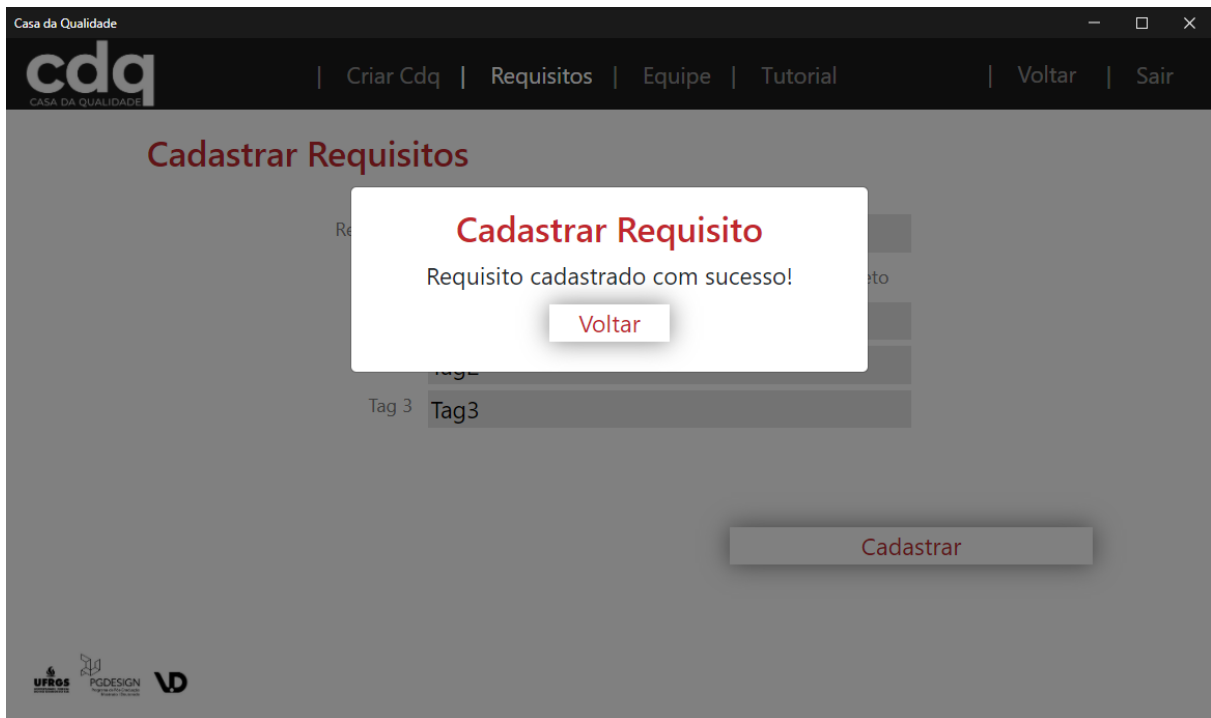 Casa da Qualidade
cdq
CASA DA QUALIDADE
| Criar Cdq | Requisitos | Equipe | Tutorial | Voltar | Sair
Cadastrar Requisitos
Cadastrar Requisito
Requisito cadastrado com sucesso!
Voltar
Tag 3 Tag3
Cadastrar
UFRGS
PGDESIGN
VD